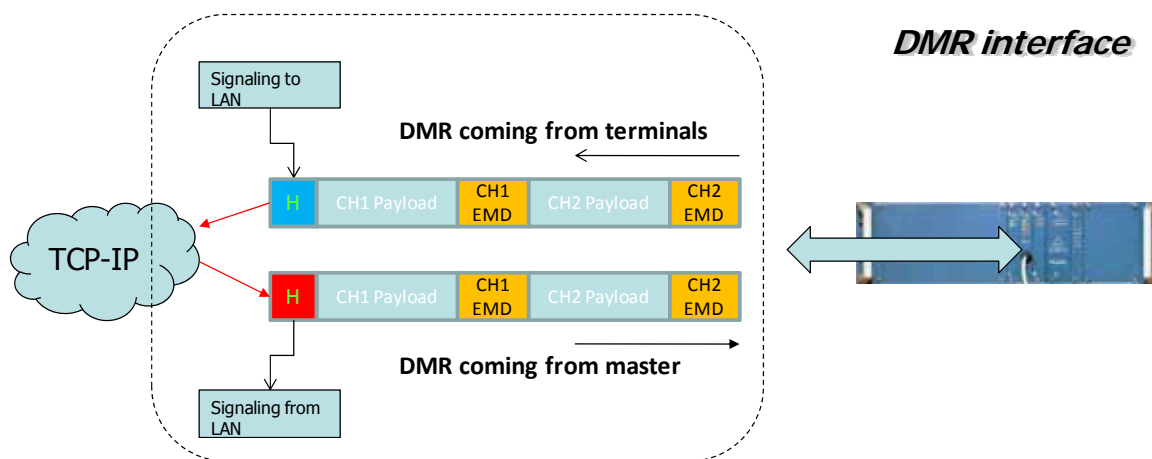 DMR interface
Signaling to
LAN
DMR coming from terminals
H
CH1 Payload
CH1
EMD
CH2 Payload
CH2
EMD
TCP-IP
H
CH1 Payload
CH1
EMD
CH2 Payload
CH2
EMD
DMR coming from master
Signaling from
LAN